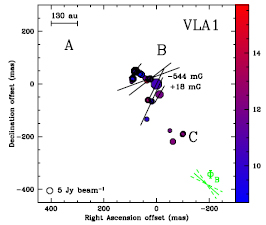 130 au
VLA1
A
B
-544 mG
+18 mG
C
5 Jy beam⁻¹
Declination offset (mas)
Right Ascension offset (mas)
300
200
0
-200
-400
400
200
0
-200
14
12
10